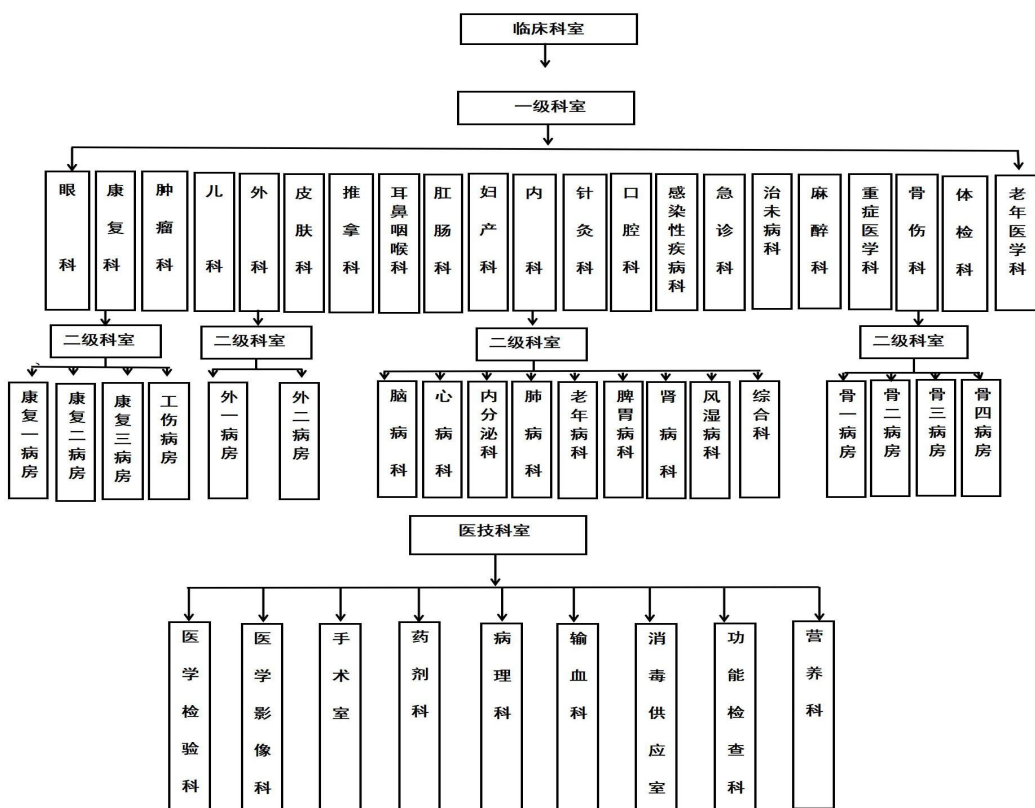 临床科室
一级科室
眼科
康复科
肿瘤科
儿科
外科
皮肤科
推拿科
耳鼻咽喉科
肛肠科
妇产科
内科
针灸科
口腔科
感染性疾病科
急诊科
治未病科
麻醉科
重症医学科
骨伤科
体检科
老年医学科
二级科室
二级科室
二级科室
二级科室
康复一病房
康复二病房
康复三病房
工伤病房
外一病房
外二病房
脑病科
心病科
内分泌科
肺病科
老年病科
脾胃病科
肾病科
风湿病科
综合科
骨一病房
骨二病房
骨三病房
骨四病房
医技科室
医学检验科
医学影像科
手术室
药剂科
病理科
输血科
消毒供应室
功能检查科
营养科